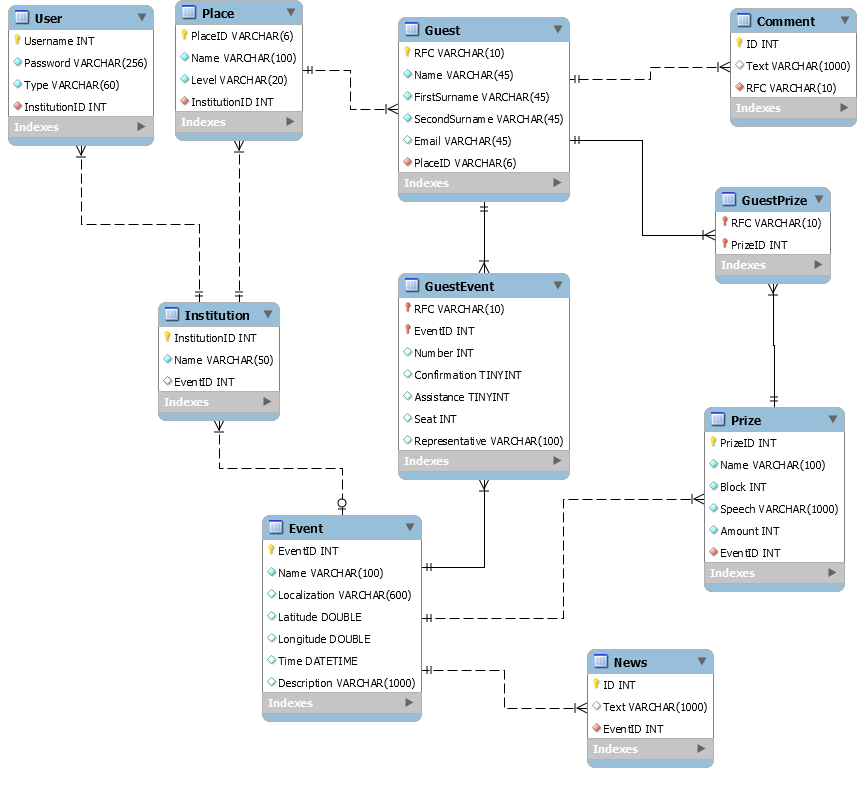 User
Username INT
Password VARCHAR(256)
Type VARCHAR(60)
InstitutionID INT
Indexes
Place
PlaceID VARCHAR(6)
Name VARCHAR(100)
Level VARCHAR(20)
InstitutionID INT
Indexes
Guest
RFC VARCHAR(10)
Name VARCHAR(45)
FirstSurname VARCHAR(45)
SecondSurname VARCHAR(45)
Email VARCHAR(45)
PlaceID VARCHAR(6)
Indexes
Comment
ID INT
Text VARCHAR(1000)
RFC VARCHAR(10)
Indexes
GuestPrize
RFC VARCHAR(10)
PrizeID INT
Indexes
Institution
InstitutionID INT
Name VARCHAR(50)
EventID INT
Indexes
GuestEvent
RFC VARCHAR(10)
EventID INT
Number INT
Confirmation TINYINT
Assistance TINYINT
Seat INT
Representative VARCHAR(100)
Indexes
Prize
PrizeID INT
Name VARCHAR(100)
Block INT
Speech VARCHAR(1000)
Amount INT
EventID INT
Indexes
Event
EventID INT
Name VARCHAR(100)
Localization VARCHAR(600)
Latitude DOUBLE
Longitude DOUBLE
Time DATETIME
Description VARCHAR(1000)
Indexes
News
ID INT
Text VARCHAR(1000)
EventID INT
Indexes